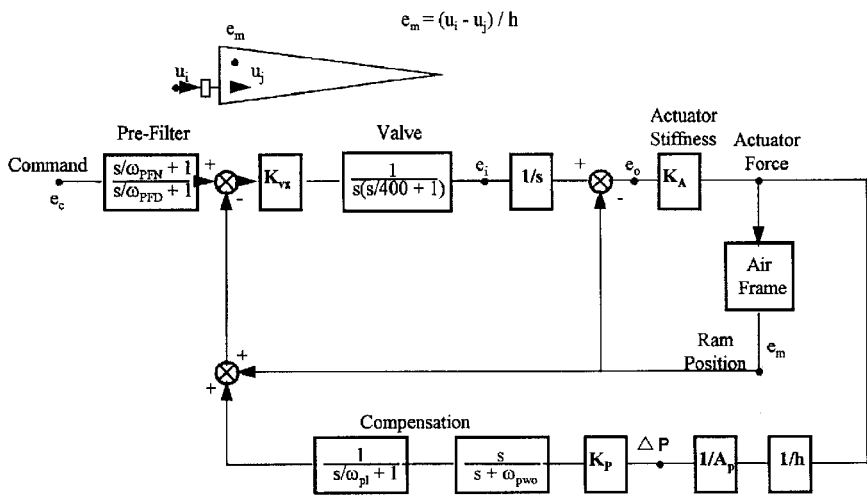 e_m = (u_i - u_j) / h
e_m
u_i
u_j
Pre-Filter
Valve
Actuator
Stiffness
Actuator
Force
Command
e_c
s/ω_PFN + 1
s/ω_PFD + 1
+
-
K_vx
1
s(s/400 + 1)
e_i
1/s
+
-
e_o
K_A
Air
Frame
Ram
Position
e_m
+
+
Compensation
1
s/ω_pl + 1
s
s + ω_pwo
K_P
△ P
1/A_p
1/h